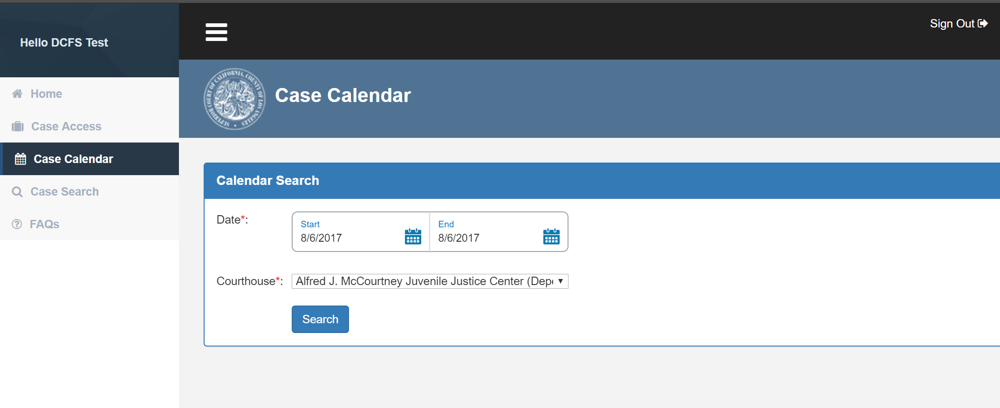 Hello DCFS Test
Sign Out
Home
Case Access
Case Calendar
Case Search
FAQs
SUPERIOR COURT OF CALIFORNIA, COUNTY OF LOS ANGELES
Case Calendar
Calendar Search
Date*:
Start
8/6/2017
End
8/6/2017
Courthouse*:
Alfred J. McCourtney Juvenile Justice Center (Depe
Search